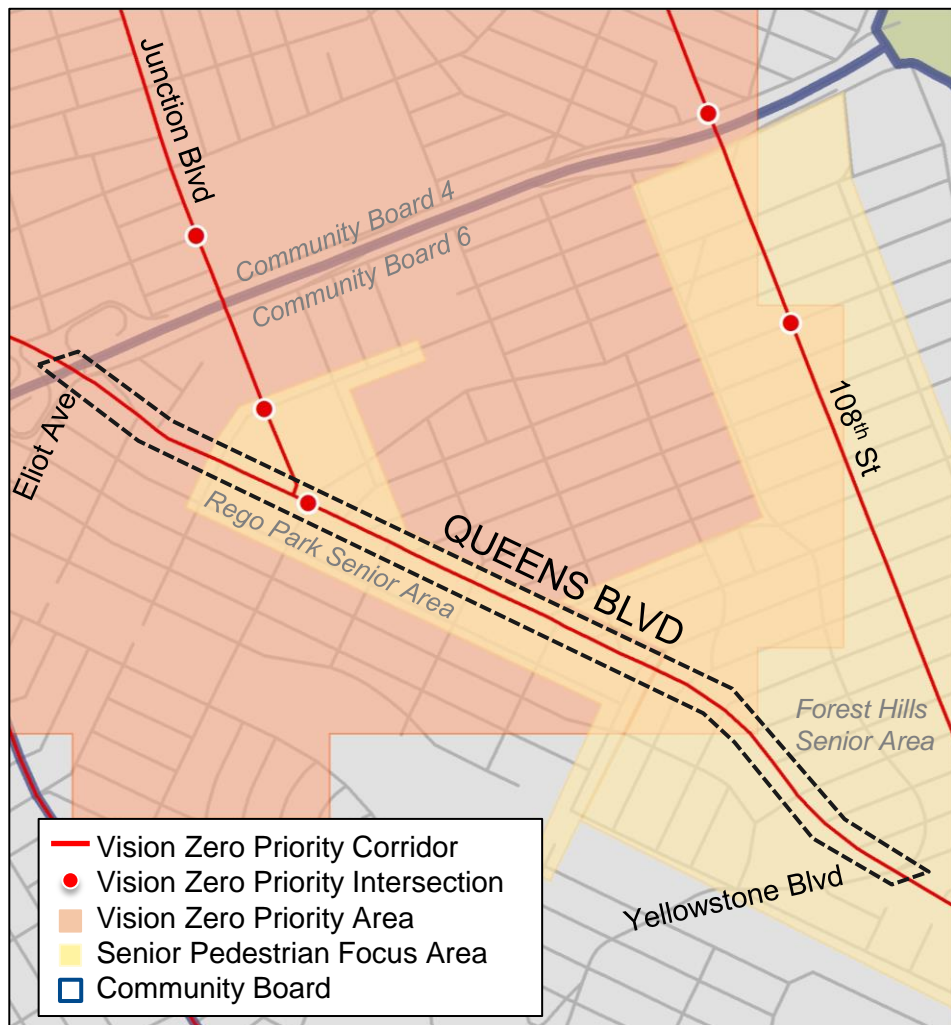 Junction Blvd
Community Board 4
Community Board 6
Eliot Ave
108th St
Rego Park Senior Area
QUEENS BLVD
Forest Hills
Senior Area
Yellowstone Blvd
Vision Zero Priority Corridor
Vision Zero Priority Intersection
Vision Zero Priority Area
Senior Pedestrian Focus Area
Community Board